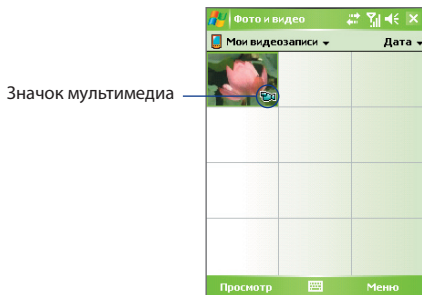 Фото и видео
Мои видеозаписи Дата
Значок мультимедиа
Просмотр Меню